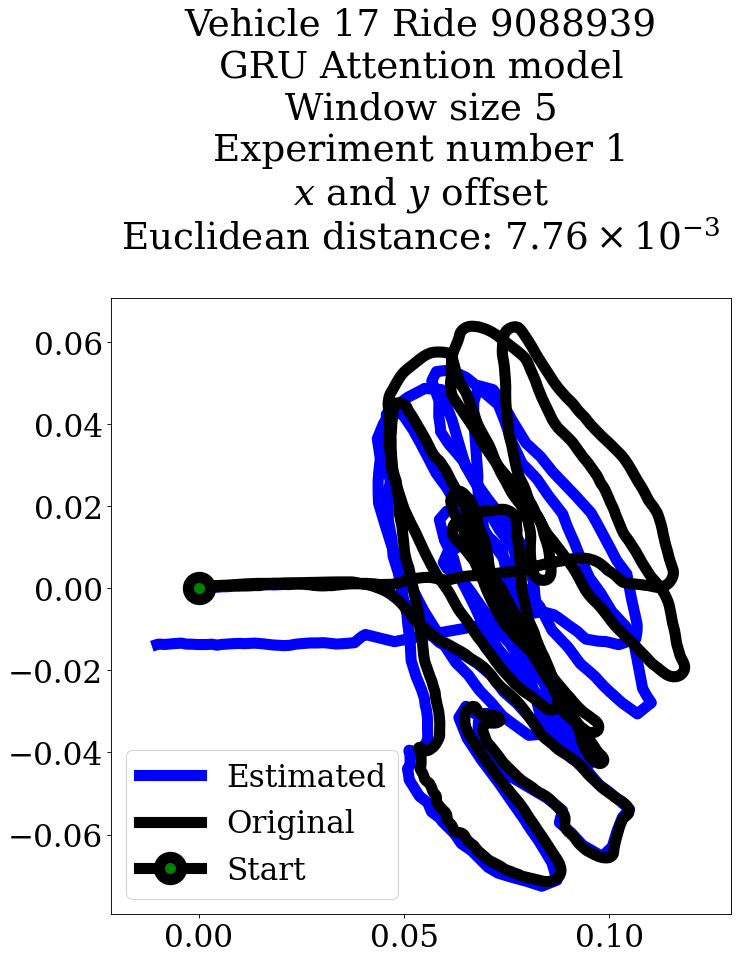 Vehicle 17 Ride 9088939
GRU Attention model
Window size 5
Experiment number 1
x and y offset
Euclidean distance: 7.76 × 10⁻³
0.06
0.04
0.02
0.00
−0.02
−0.04
−0.06
Estimated
Original
Start
0.00 0.05 0.10